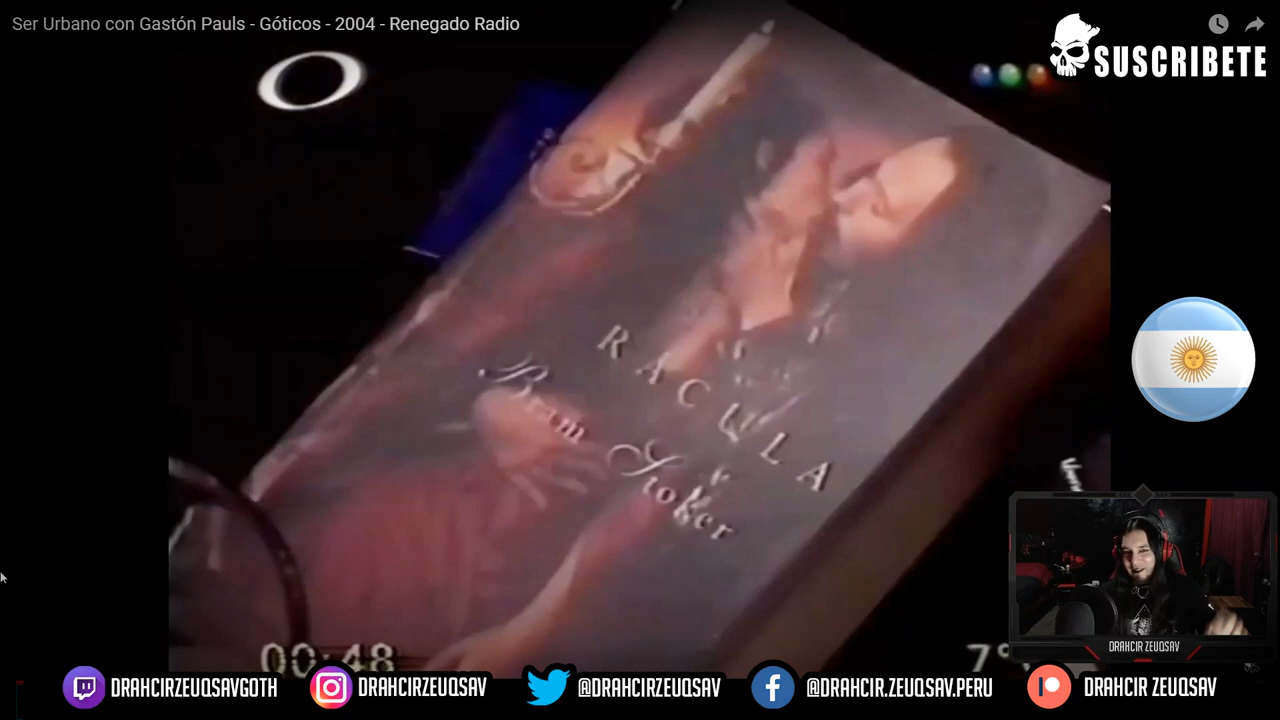 Ser Urbano con Gastón Pauls - Góticos - 2004 - Renegado Radio
SUSCRIBETE
RACULA
Bram Stoker
00:48
7°
DRAHCIR ZEUQSAV
DRAHCIRZEUQSAVGOTH
DRAHCIRZEUQSAV
@DRAHCIRZEUQSAV
@DRAHCIR.ZEUQSAV.PERU
DRAHCIR ZEUQSAV